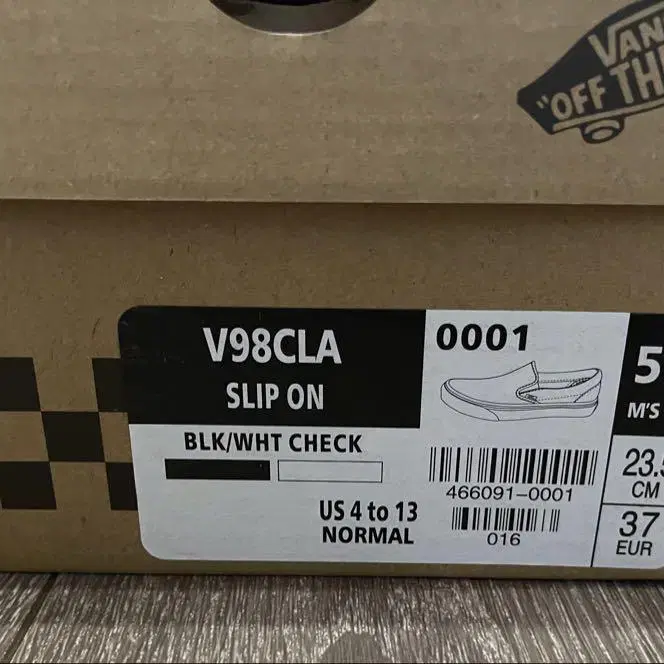 VAN
"OFF TH
V98CLA
SLIP ON
BLK/WHT CHECK
US 4 to 13
NORMAL
0001
466091-0001
016
5
M'S
23.5
CM
37
EUR